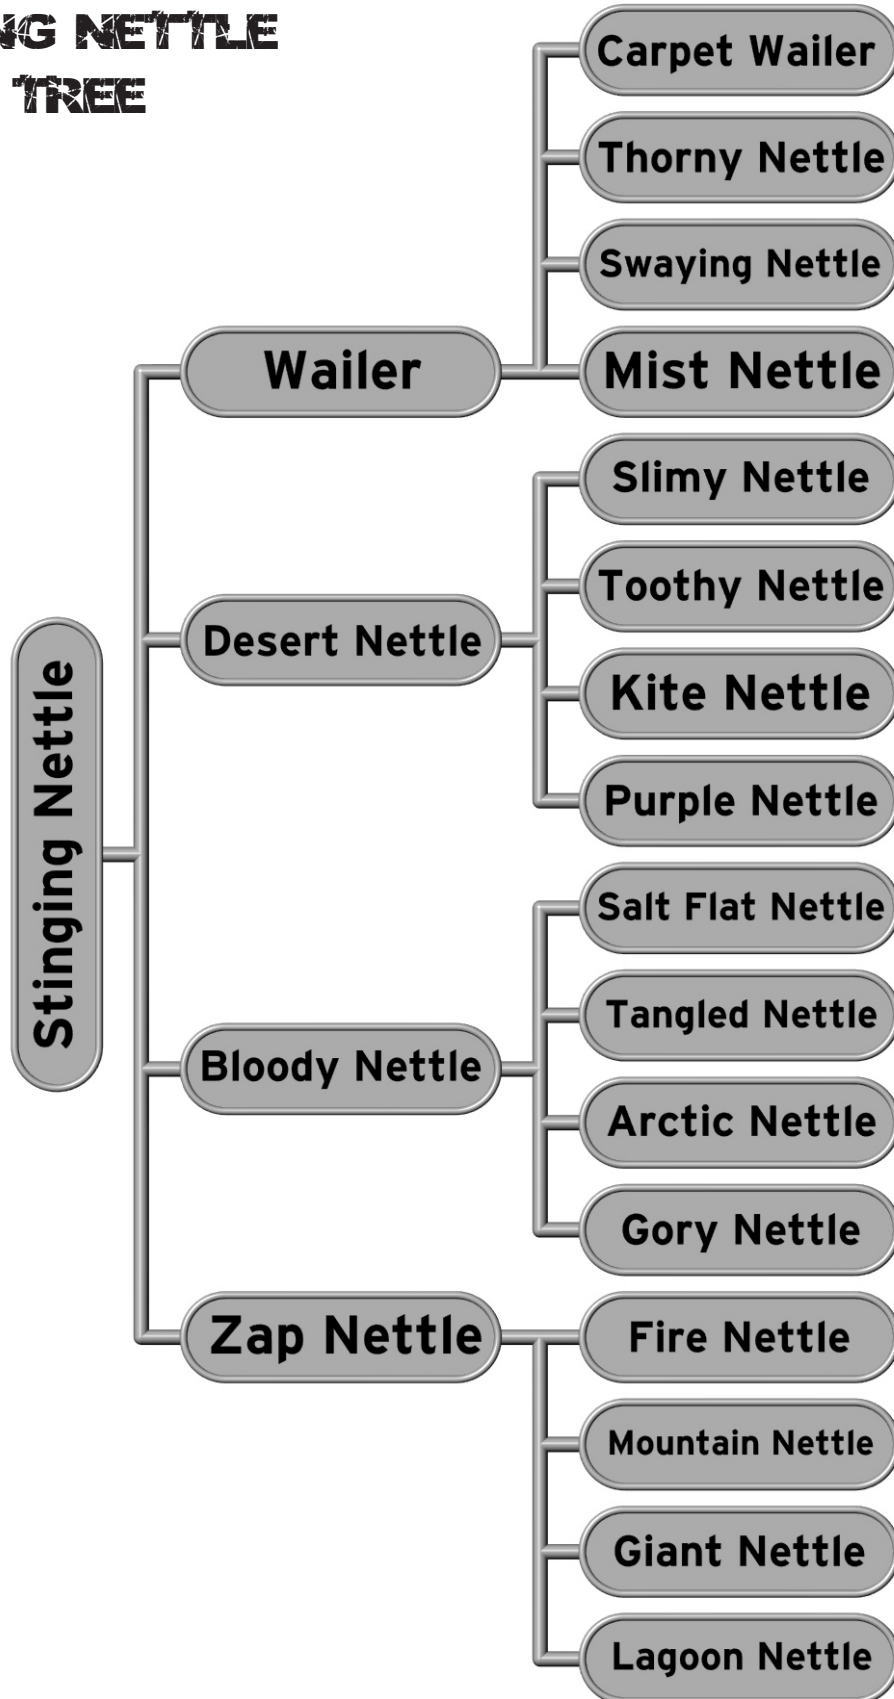 NG NETTLE
TREE
Carpet Wailer
Thorny Nettle
Swaying Nettle
Wailer
Mist Nettle
Slimy Nettle
Toothy Nettle
Desert Nettle
Kite Nettle
Purple Nettle
Stinging Nettle
Salt Flat Nettle
Tangled Nettle
Bloody Nettle
Arctic Nettle
Gory Nettle
Zap Nettle
Fire Nettle
Mountain Nettle
Giant Nettle
Lagoon Nettle